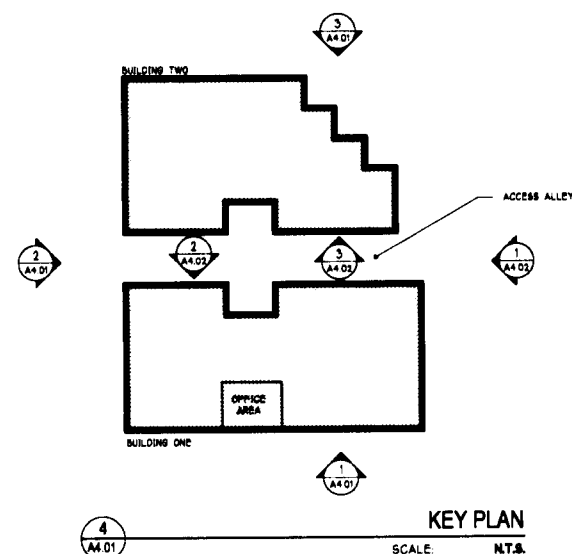 3
A4.01
BUILDING TWO
ACCESS ALLEY
2
A4.01
2
A4.02
3
A4.02
1
A4.02
OFFICE
AREA
BUILDING ONE
1
A4.01
4
A4.01
KEY PLAN
SCALE: N.T.S.